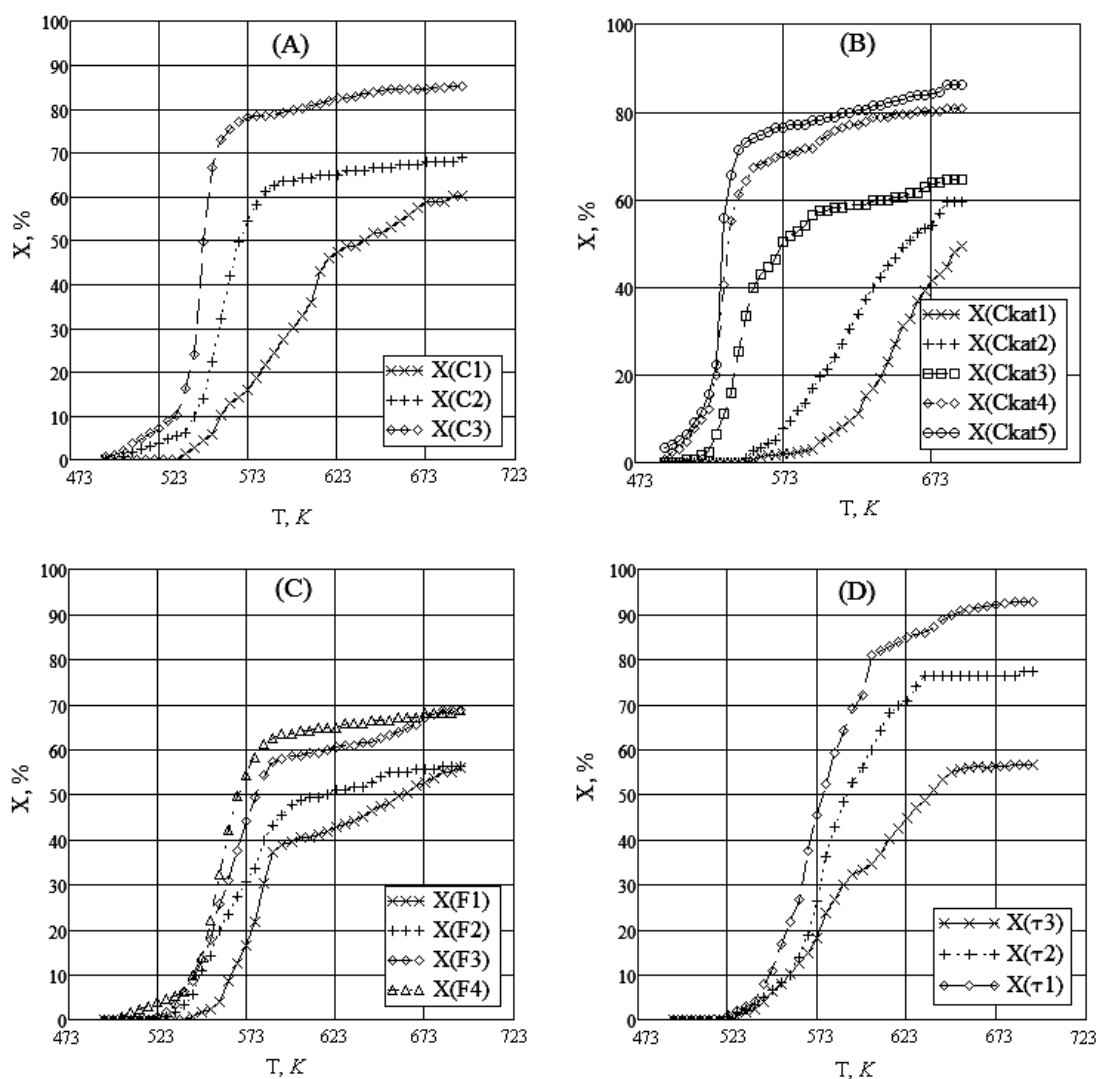 (A)
X, %
100
90
80
70
60
50
40
30
20
10
0
473 523 573 623 673 723
T, K
X(C1)
X(C2)
X(C3)
(B)
X, %
100
80
60
40
20
0
473 573 673
T, K
X(Ckat1)
X(Ckat2)
X(Ckat3)
X(Ckat4)
X(Ckat5)
(C)
X, %
100
90
80
70
60
50
40
30
20
10
0
473 523 573 623 673 723
T, K
X(F1)
X(F2)
X(F3)
X(F4)
(D)
X, %
100
90
80
70
60
50
40
30
20
10
0
473 523 573 623 673 723
T, K
X(τ3)
X(τ2)
X(τ1)